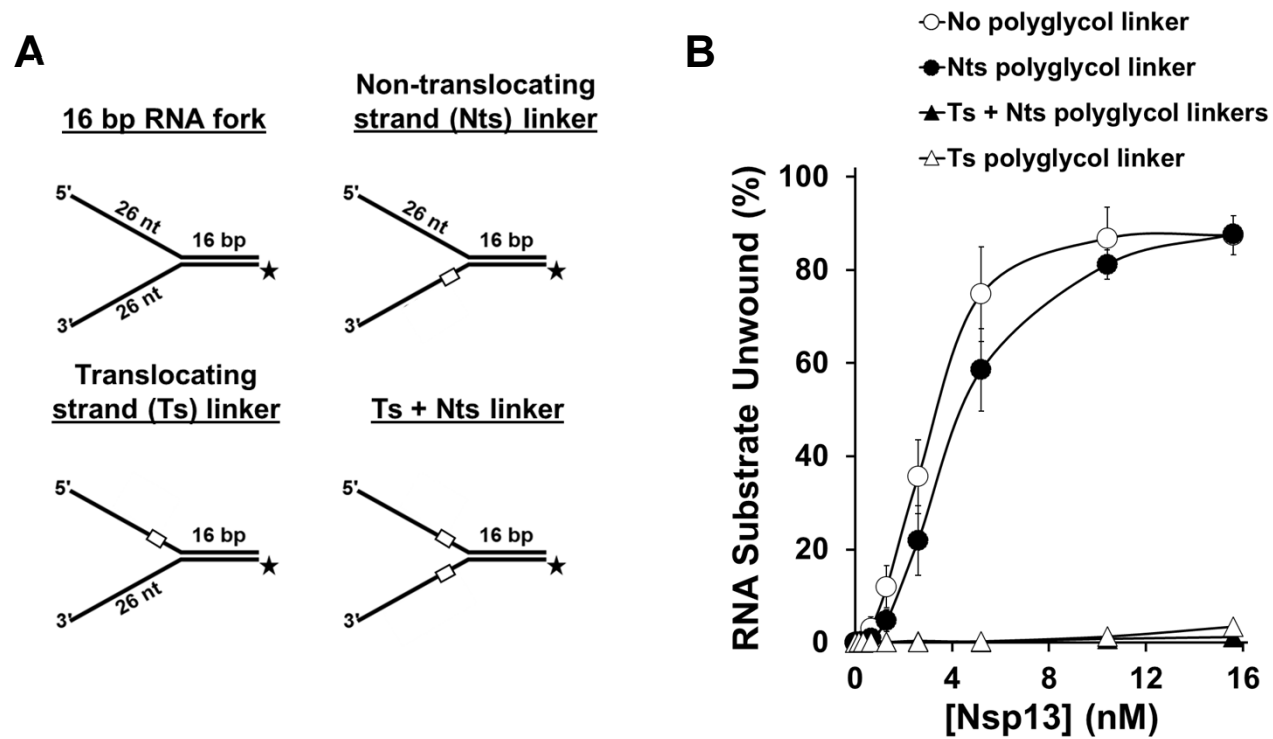 A
16 bp RNA fork
5'
26 nt
16 bp
26 nt
3'
Non-translocating
strand (Nts) linker
5'
26 nt
16 bp
3'
Translocating
strand (Ts) linker
5'
16 bp
26 nt
3'
Ts + Nts linker
5'
16 bp
3'
B
No polyglycol linker
Nts polyglycol linker
Ts + Nts polyglycol linkers
Ts polyglycol linker
RNA Substrate Unwound (%)
100
80
60
40
20
0
0 4 8 12 16
[Nsp13] (nM)